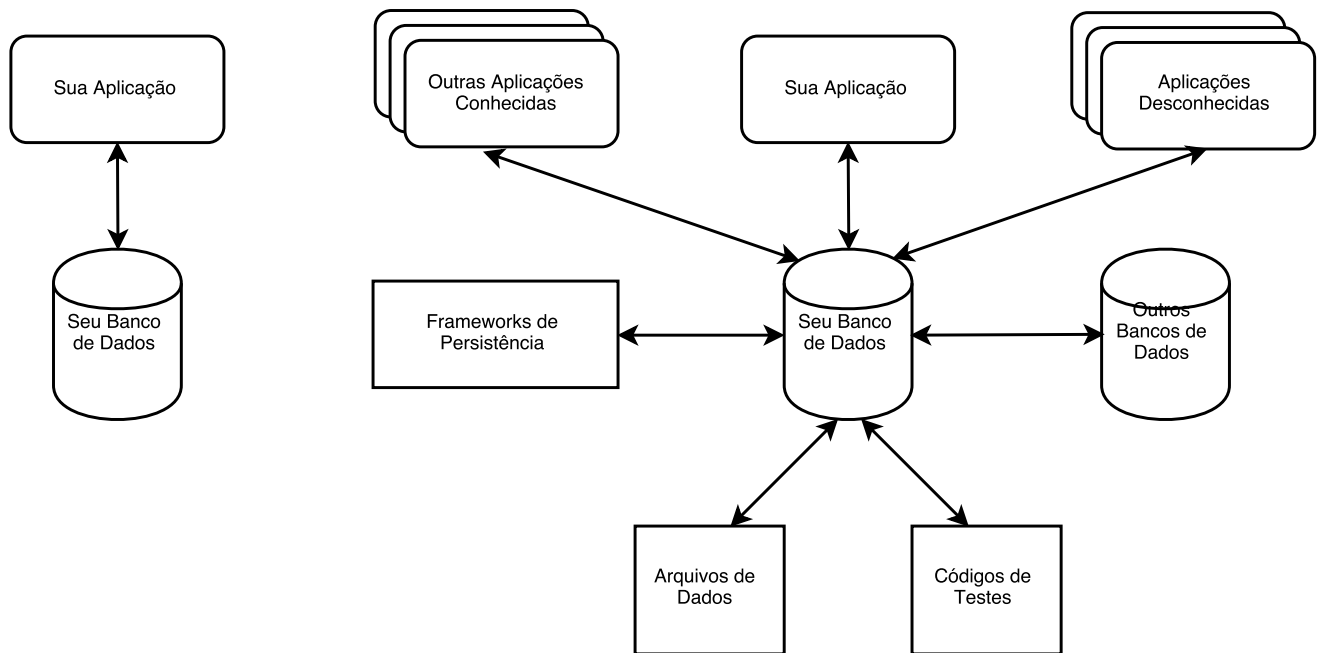 Sua Aplicação
Seu Banco
de Dados
Outras Aplicações
Conhecidas
Sua Aplicação
Aplicações
Desconhecidas
Frameworks de
Persistência
Seu Banco
de Dados
Outros
Bancos de
Dados
Arquivos de
Dados
Códigos de
Testes